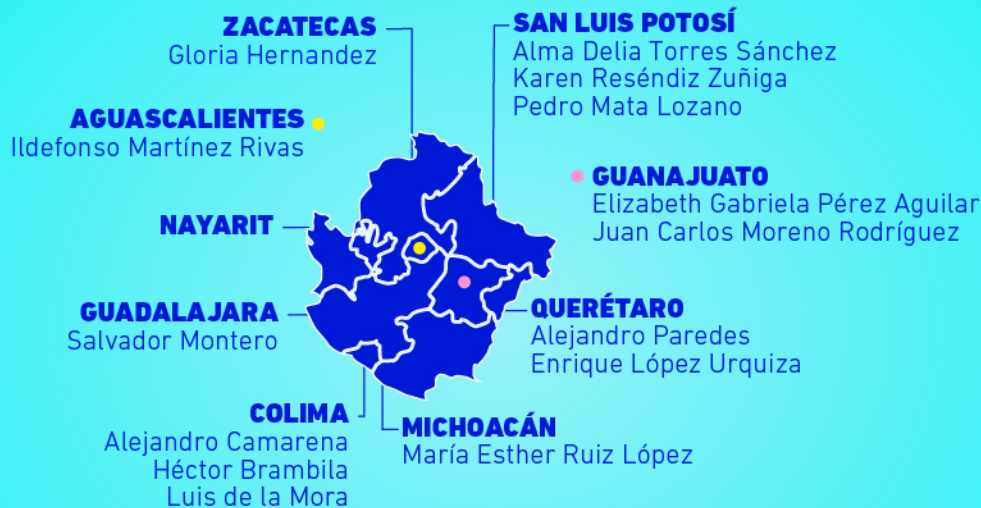 ZACATECAS
Gloria Hernandez
SAN LUIS POTOSÍ
Alma Delia Torres Sánchez
Karen Reséndiz Zuñiga
Pedro Mata Lozano
AGUASCALIENTES
Ildefonso Martínez Rivas
GUANAJUATO
Elizabeth Gabriela Pérez Aguilar
Juan Carlos Moreno Rodríguez
NAYARIT
GUADALAJARA
Salvador Montero
QUERÉTARO
Alejandro Paredes
Enrique López Urquiza
COLIMA
Alejandro Camarena
Héctor Brambila
Luis de la Mora
MICHOACÁN
María Esther Ruiz López